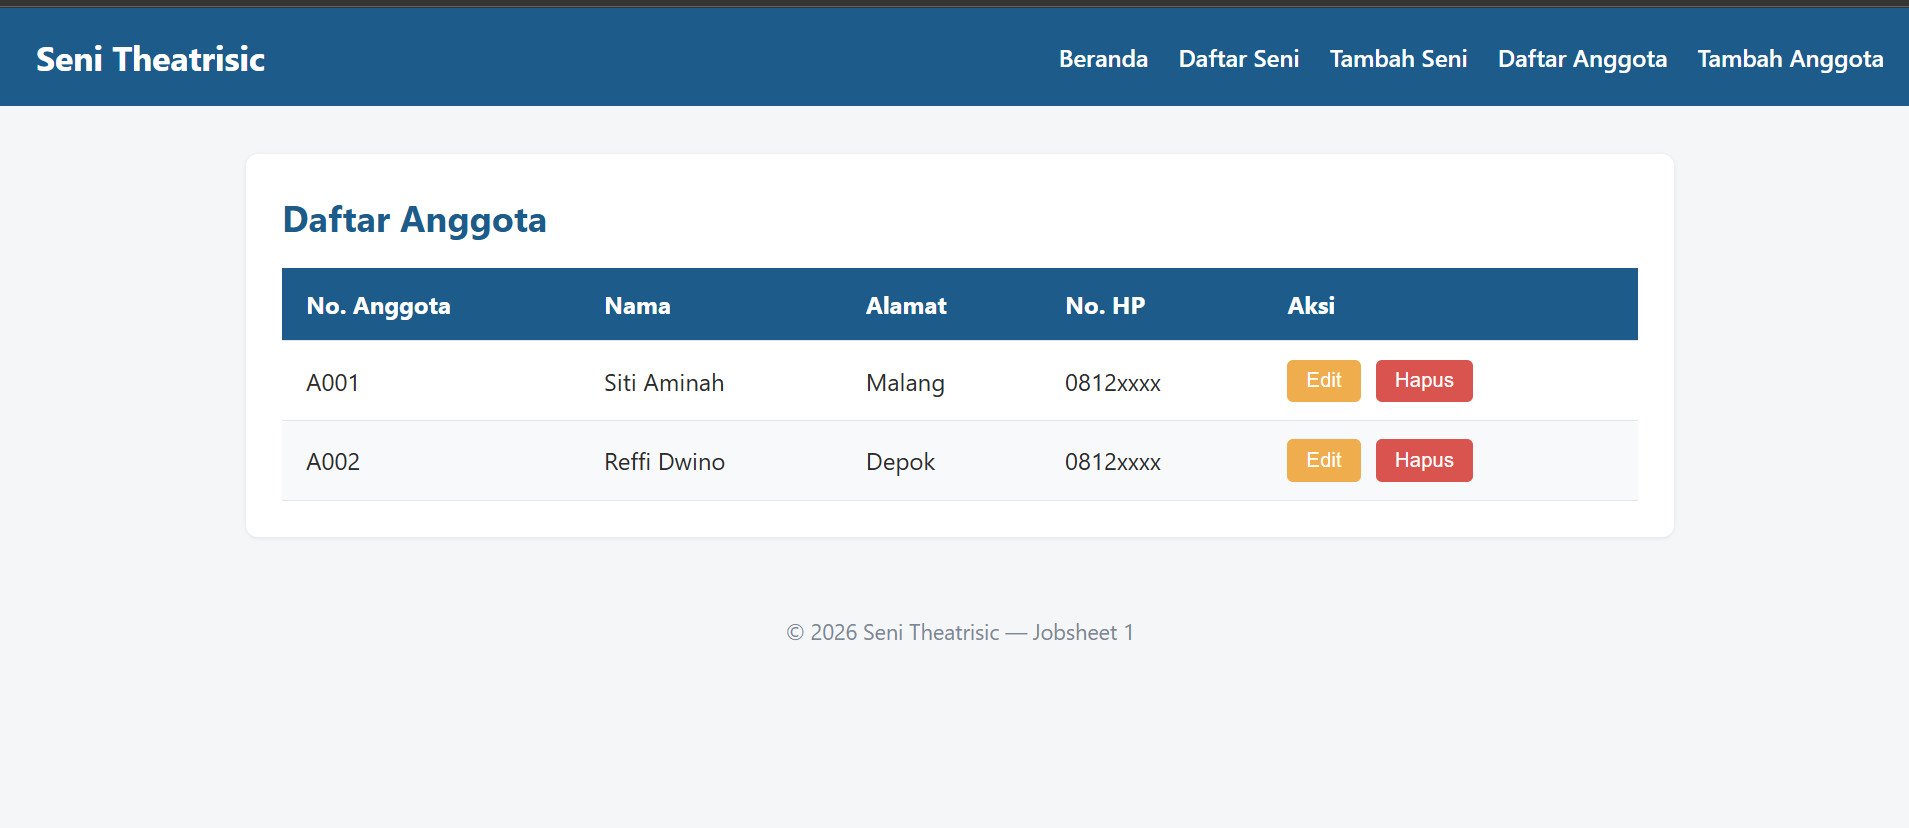 Seni Theatrisic Beranda Daftar Seni Tambah Seni Daftar Anggota Tambah Anggota
Daftar Anggota
No. Anggota Nama Alamat No. HP Aksi
A001 Siti Aminah Malang 0812xxxx Edit Hapus
A002 Reffi Dwino Depok 0812xxxx Edit Hapus
© 2026 Seni Theatrisic — Jobsheet 1